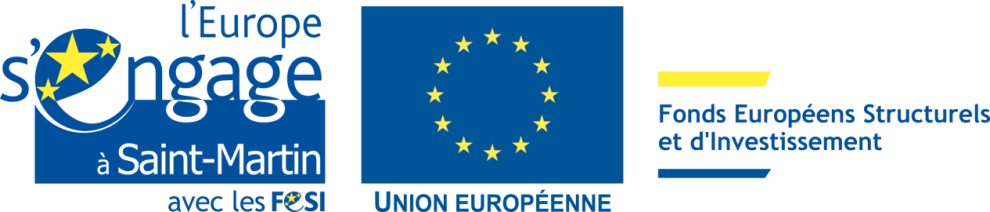 l'Europe
s'engage
à Saint-Martin
avec les FESI
UNION EUROPÉENNE
Fonds Européens Structurels
et d'Investissement